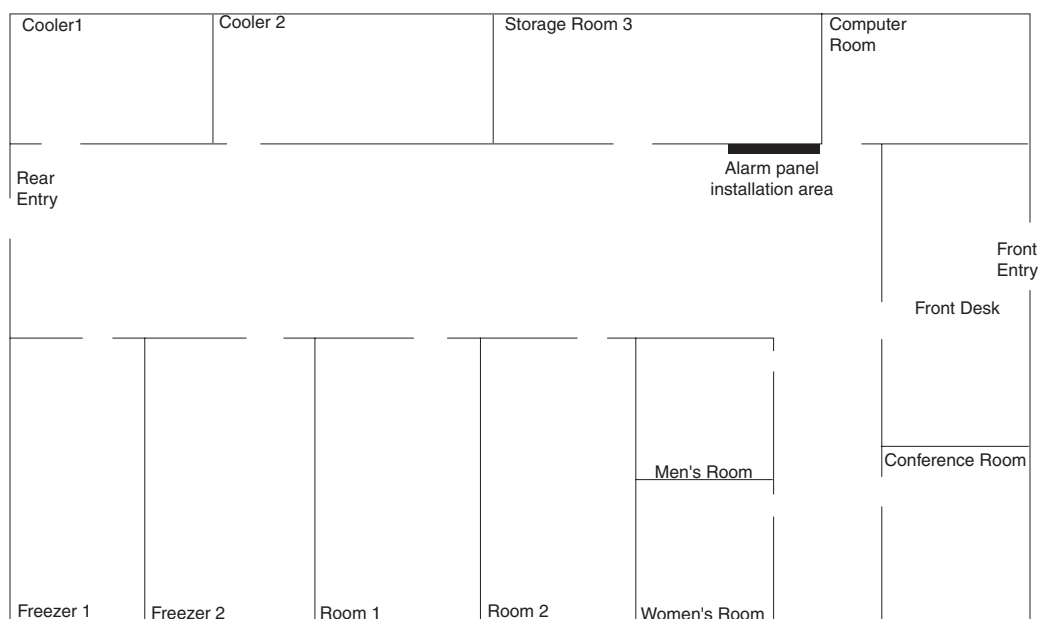 Cooler1
Cooler 2
Storage Room 3
Computer
Room
Alarm panel
installation area
Rear
Entry
Front
Entry
Front Desk
Conference Room
Men's Room
Freezer 1
Freezer 2
Room 1
Room 2
Women's Room